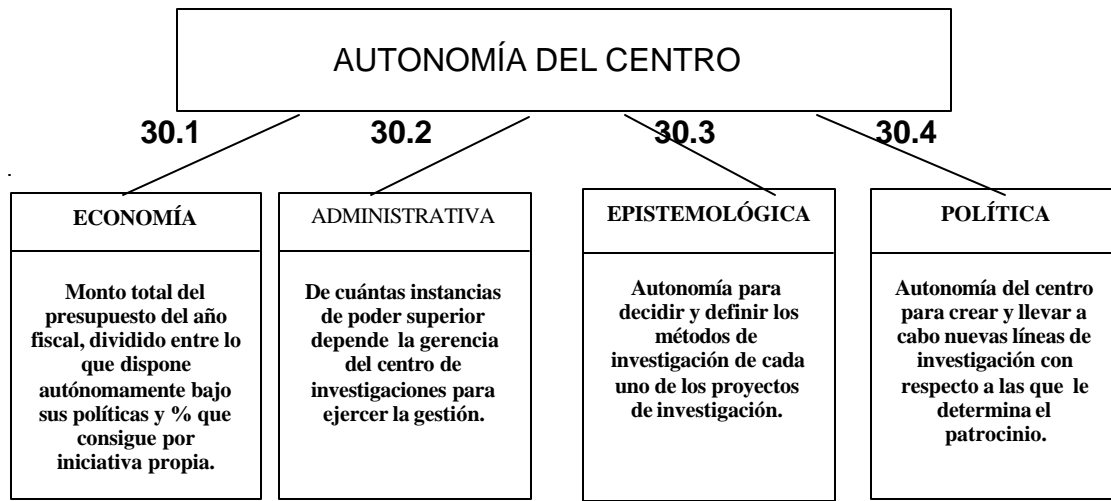 AUTONOMÍA DEL CENTRO
30.1
30.2
30.3
30.4
ECONOMÍA
Monto total del
presupuesto del año
fiscal, dividido entre lo
que dispone
autónomamente bajo
sus políticas y % que
consigue por
iniciativa propia.
ADMINISTRATIVA
De cuántas instancias
de poder superior
depende la gerencia
del centro de
investigaciones para
ejercer la gestión.
EPISTEMOLÓGICA
Autonomía para
decidir y definir los
métodos de
investigación de cada
uno de los proyectos
de investigación.
POLÍTICA
Autonomía del centro
para crear y llevar a
cabo nuevas líneas de
investigación con
respecto a las que le
determina el
patrocinio.